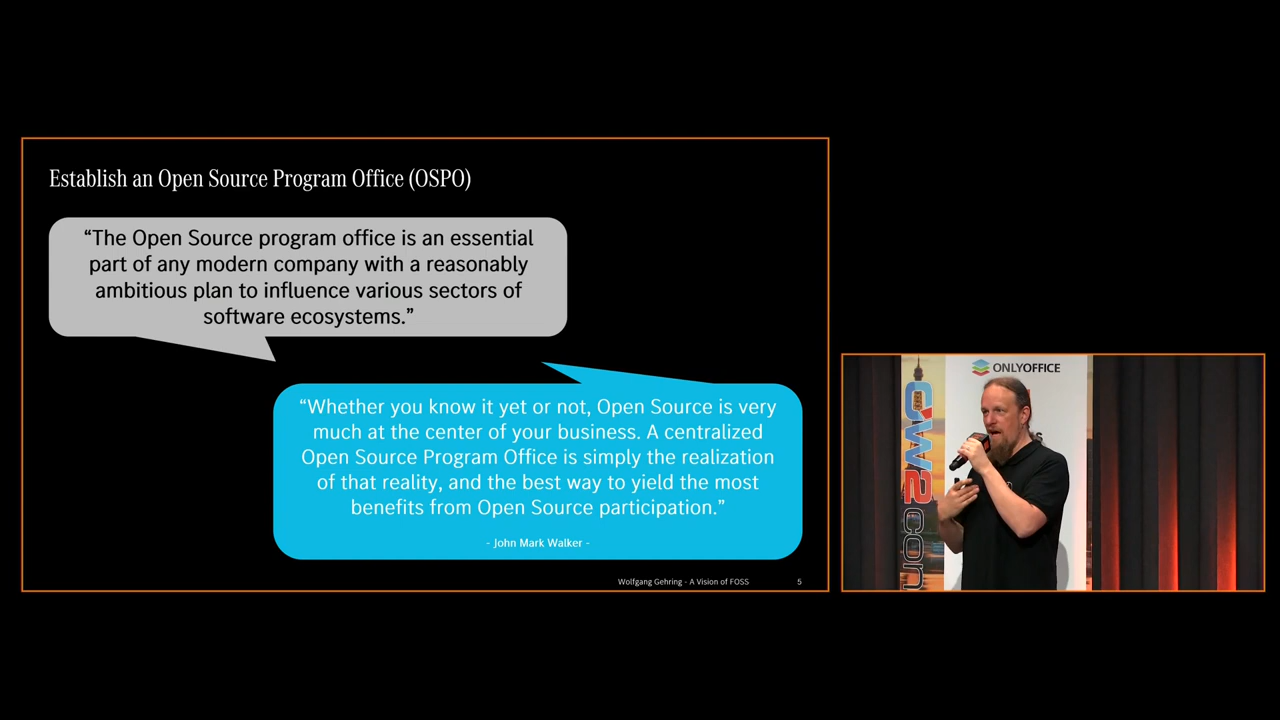 Establish an Open Source Program Office (OSPO)
“The Open Source program office is an essential
part of any modern company with a reasonably
ambitious plan to influence various sectors of
software ecosystems.”
“Whether you know it yet or not, Open Source is very
much at the center of your business. A centralized
Open Source Program Office is simply the realization
of that reality, and the best way to yield the most
benefits from Open Source participation.”
- John Mark Walker -
Wolfgang Gehring - A Vision of FOSS
5
ONLYOFFICE
OW2con